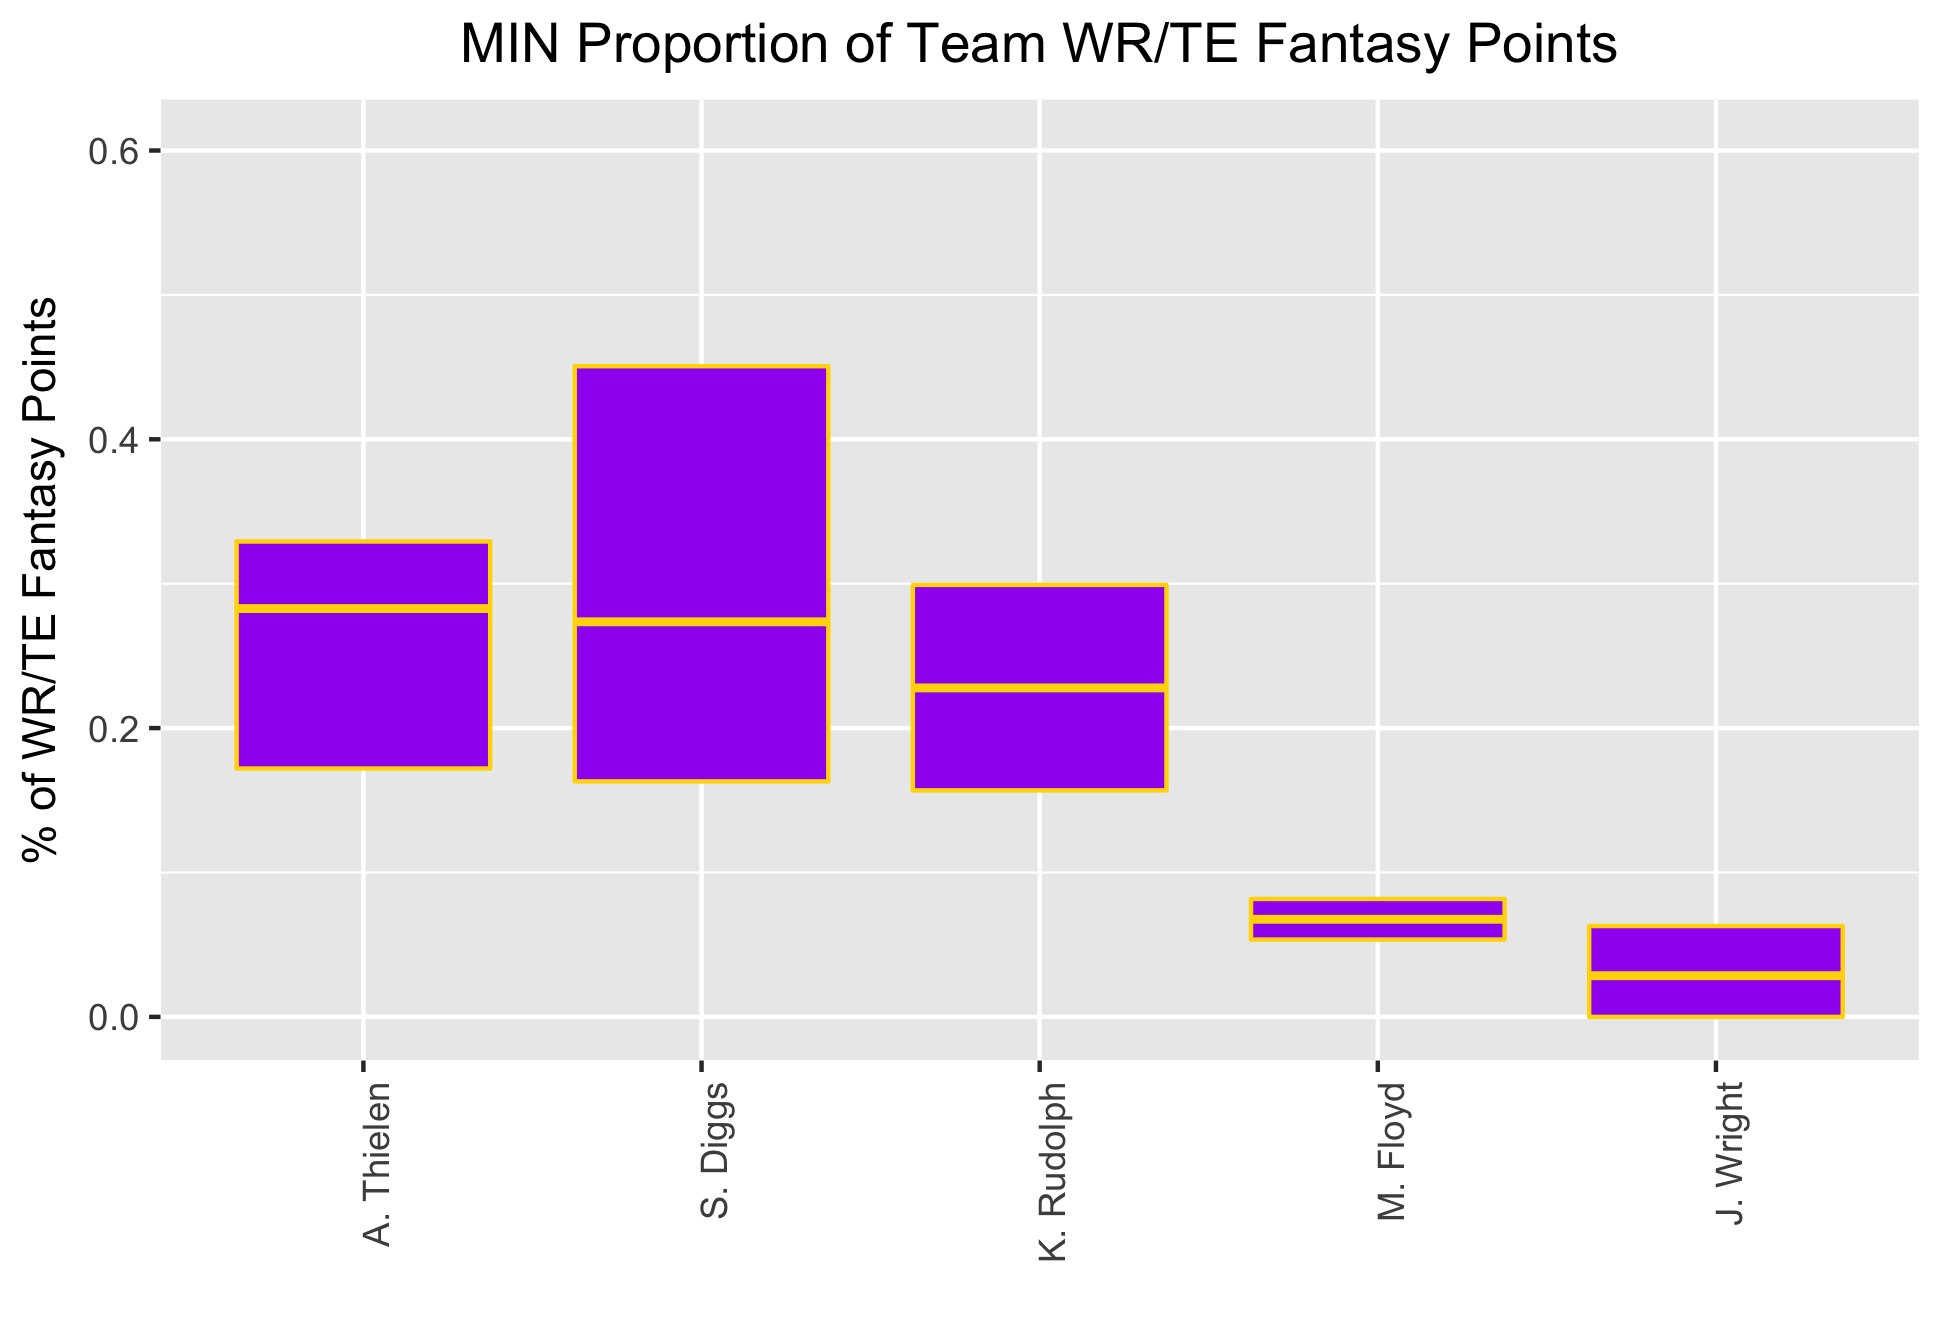 MIN Proportion of Team WR/TE Fantasy Points
% of WR/TE Fantasy Points
0.6
0.4
0.2
0.0
A. Thielen
S. Diggs
K. Rudolph
M. Floyd
J. Wright